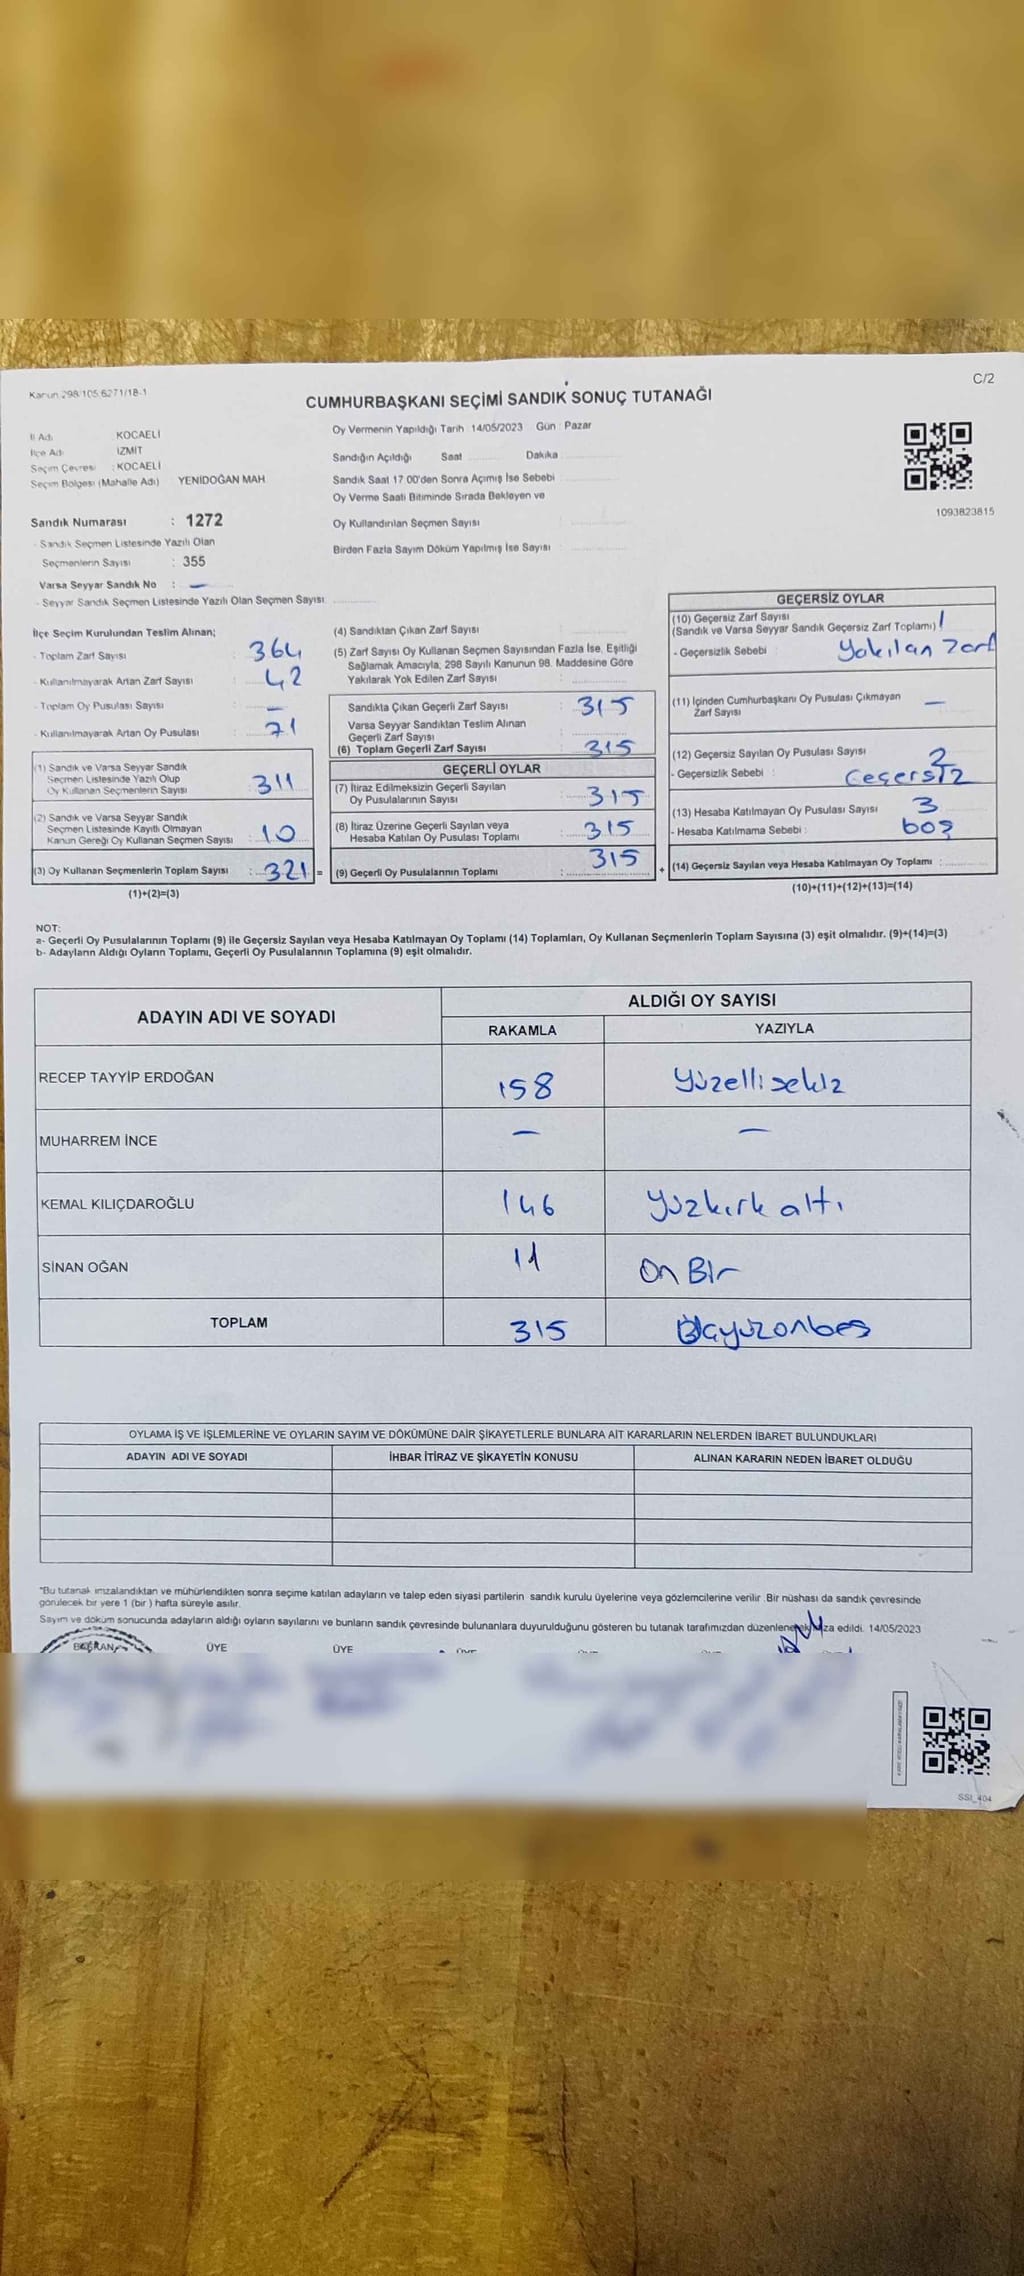 Karun 298/105 6271/18-1
C/2
CUMHURBAŞKANI SEÇİMİ SANDIK SONUÇ TUTANAĞI
İl Adı : KOCAELİ
İlçe Adı : İZMİT
Seçim Çevresi : KOCAELİ
Seçim Bölgesi (Mahalle Adı) YENİDOĞAN MAH
Sandık Numarası : 1272
- Sandık Seçmen Listesinde Yazılı Olan
Seçmenlerin Sayısı : 355
Varsa Seyyar Sandık No : –
- Seyyar Sandık Seçmen Listesinde Yazılı Olan Seçmen Sayısı
Oy Vermenin Yapıldığı Tarih 14/05/2023 Gün : Pazar
Sandığın Açıldığı Saat Dakika
Sandık Saat 17 00'den Sonra Açımış İse Sebebi
Oy Verme Saati Bitiminde Sırada Bekleyen ve
Oy Kullandırılan Seçmen Sayısı
Birden Fazla Sayım Döküm Yapılmış İse Sayısı
1093823815
İlçe Seçim Kurulundan Teslim Alınan;
- Toplam Zarf Sayısı : 364
- Kullanılmayarak Artan Zarf Sayısı : 42
- Toplam Oy Pusulası Sayısı : –
- Kullanılmayarak Artan Oy Pusulası : 71
(1) Sandık ve Varsa Seyyar Sandık
Seçmen Listesinde Yazılı Olup
Oy Kullanan Seçmenlerin Sayısı : 311
(2) Sandık ve Varsa Seyyar Sandık
Seçmen Listesinde Kayıtlı Olmayan
Kanun Gereği Oy Kullanan Seçmen Sayısı : 10
(3) Oy Kullanan Seçmenlerin Toplam Sayısı : 321 =
(1)+(2)=(3)
(4) Sandıktan Çıkan Zarf Sayısı
(5) Zarf Sayısı Oy Kullanan Seçmen Sayısından Fazla İse, Eşitliği
Sağlamak Amacıyla, 298 Sayılı Kanunun 98. Maddesine Göre
Yakılarak Yok Edilen Zarf Sayısı
Sandıkta Çıkan Geçerli Zarf Sayısı : 315
Varsa Seyyar Sandıktan Teslim Alınan
Geçerli Zarf Sayısı
(6) Toplam Geçerli Zarf Sayısı 315
GEÇERLİ OYLAR
(7) İtiraz Edilmeksizin Geçerli Sayılan
Oy Pusulalarının Sayısı : 315
(8) İtiraz Üzerine Geçerli Sayılan veya
Hesaba Katılan Oy Pusulası Toplamı : 315
(9) Geçerli Oy Pusulalarının Toplamı : 315 +
GEÇERSİZ OYLAR
(10) Geçersiz Zarf Sayısı
(Sandık ve Varsa Seyyar Sandık Geçersiz Zarf Toplamı) 1
- Geçersizlik Sebebi : Yakılan Zarf
(11) İçinden Cumhurbaşkanı Oy Pusulası Çıkmayan
Zarf Sayısı –
(12) Geçersiz Sayılan Oy Pusulası Sayısı 2
- Geçersizlik Sebebi : Geçersiz
(13) Hesaba Katılmayan Oy Pusulası Sayısı 3
- Hesaba Katılmama Sebebi : boş
(14) Geçersiz Sayılan veya Hesaba Katılmayan Oy Toplamı :
(10)+(11)+(12)+(13)=(14)
NOT:
a- Geçerli Oy Pusulalarının Toplamı (9) ile Geçersiz Sayılan veya Hesaba Katılmayan Oy Toplamı (14) Toplamları, Oy Kullanan Seçmenlerin Toplam Sayısına (3) eşit olmalıdır. (9)+(14)=(3)
b- Adayların Aldığı Oyların Toplamı, Geçerli Oy Pusulalarının Toplamına (9) eşit olmalıdır.
ADAYIN ADI VE SOYADI ALDIĞI OY SAYISI
RAKAMLA YAZIYLA
RECEP TAYYİP ERDOĞAN 158 Yüzellisekiz
MUHARREM İNCE – –
KEMAL KILIÇDAROĞLU 146 Yüzkırk altı
SİNAN OĞAN 11 On Bir
TOPLAM 315 Üçyüzonbeş
OYLAMA İŞ VE İŞLEMLERİNE VE OYLARIN SAYIM VE DÖKÜMÜNE DAİR ŞİKAYETLERLE BUNLARA AİT KARARLARIN NELERDEN İBARET BULUNDUKLARI
ADAYIN ADI VE SOYADI İHBAR İTİRAZ VE ŞİKAYETİN KONUSU ALINAN KARARIN NEDEN İBARET OLDUĞU
"Bu tutanak imzalandıktan ve mühürlendikten sonra seçime katılan adayların ve talep eden siyasi partilerin sandık kurulu üyelerine veya gözlemcilerine verilir Bir nüshası da sandık çevresinde
görülecek bir yere 1 (bir ) hafta süreyle asılır.
Sayım ve döküm sonucunda adayların aldığı oyların sayılarını ve bunların sandık çevresinde bulunanlara duyurulduğunu gösteren bu tutanak tarafımızdan edildi. 14/05/2023
BAŞKAN ÜYE ÜYE
SSI_404